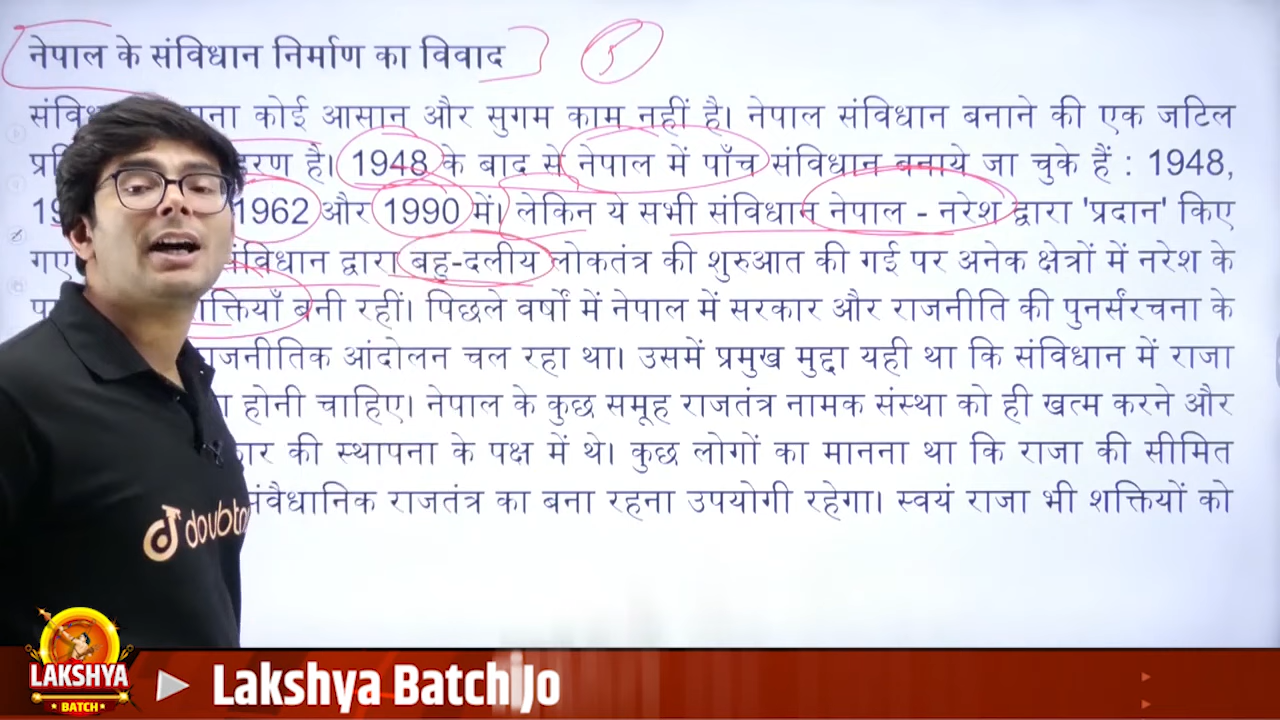 नेपाल के संविधान निर्माण का विवाद
कोई आसान और सुगम काम नहीं है। नेपाल संविधान बनाने की एक जटिल
है। 1948 के बाद से नेपाल में पाँच संविधान बनाये जा चुके हैं : 1948,
1962 और 1990 में। लेकिन ये सभी संविधान नेपाल - नरेश द्वारा 'प्रदान' किए
गए द्वारा बहु-दलीय लोकतंत्र की शुरुआत की गई पर अनेक क्षेत्रों में नरेश के
बनी रहीं। पिछले वर्षों में नेपाल में सरकार और राजनीति की पुनर्संरचना के
आंदोलन चल रहा था। उसमें प्रमुख मुद्दा यही था कि संविधान में राजा
होनी चाहिए। नेपाल के कुछ समूह राजतंत्र नामक संस्था को ही खत्म करने और
की स्थापना के पक्ष में थे। कुछ लोगों का मानना था कि राजा की सीमित
राजतंत्र का बना रहना उपयोगी रहेगा। स्वयं राजा भी शक्तियों को
LAKSHYA
BATCH
Lakshya Batch Jo